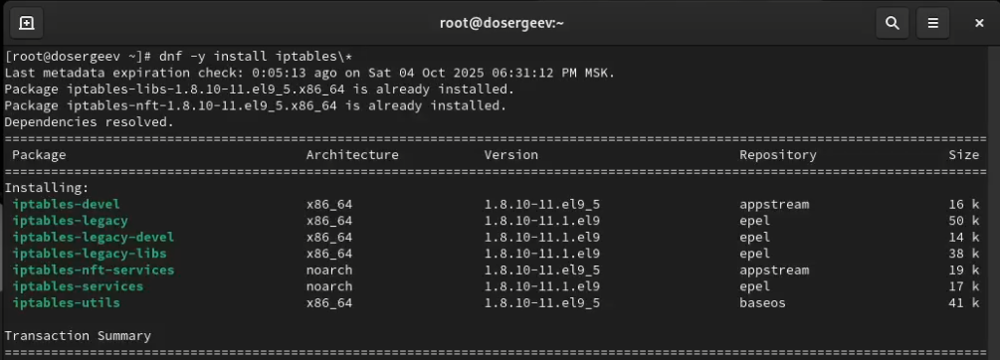 root@dosergeev:~
[root@dosergeev ~]# dnf -y install iptables\*
Last metadata expiration check: 0:05:13 ago on Sat 04 Oct 2025 06:31:12 PM MSK.
Package iptables-libs-1.8.10-11.el9_5.x86_64 is already installed.
Package iptables-nft-1.8.10-11.el9_5.x86_64 is already installed.
Dependencies resolved.
================================================================================
Package Architecture Version Repository Size
================================================================================
Installing:
iptables-devel x86_64 1.8.10-11.el9_5 appstream 16 k
iptables-legacy x86_64 1.8.10-11.1.el9 epel 50 k
iptables-legacy-devel x86_64 1.8.10-11.1.el9 epel 14 k
iptables-legacy-libs x86_64 1.8.10-11.1.el9 epel 38 k
iptables-nft-services noarch 1.8.10-11.el9_5 appstream 19 k
iptables-services noarch 1.8.10-11.1.el9 epel 17 k
iptables-utils x86_64 1.8.10-11.el9_5 baseos 41 k
Transaction Summary
================================================================================